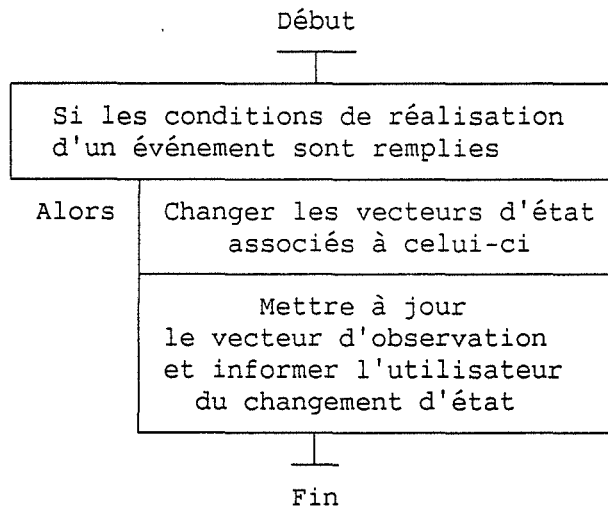 Début
Si les conditions de réalisation
d'un événement sont remplies
Alors
Changer les vecteurs d'état
associés à celui-ci
Mettre à jour
le vecteur d'observation
et informer l'utilisateur
du changement d'état
Fin